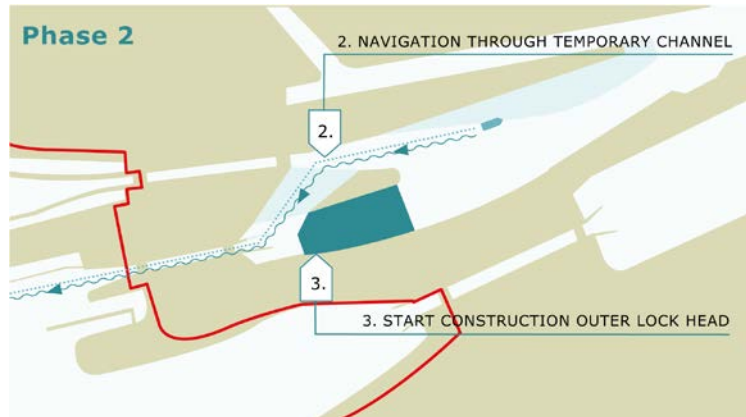 Phase 2
2. NAVIGATION THROUGH TEMPORARY CHANNEL
2.
3.
3. START CONSTRUCTION OUTER LOCK HEAD